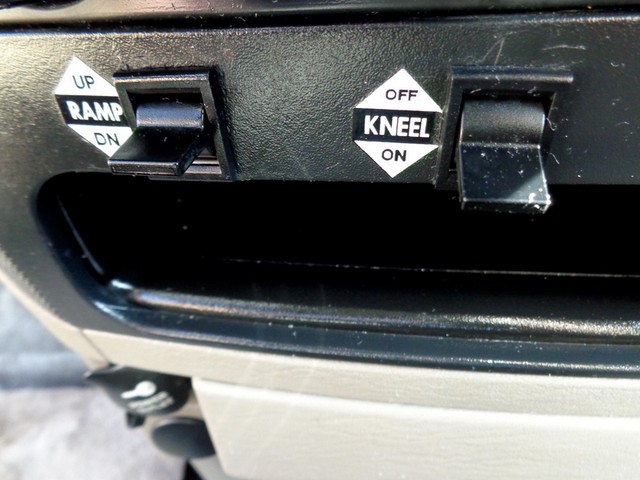 UP
RAMP
DN
OFF
KNEEL
ON